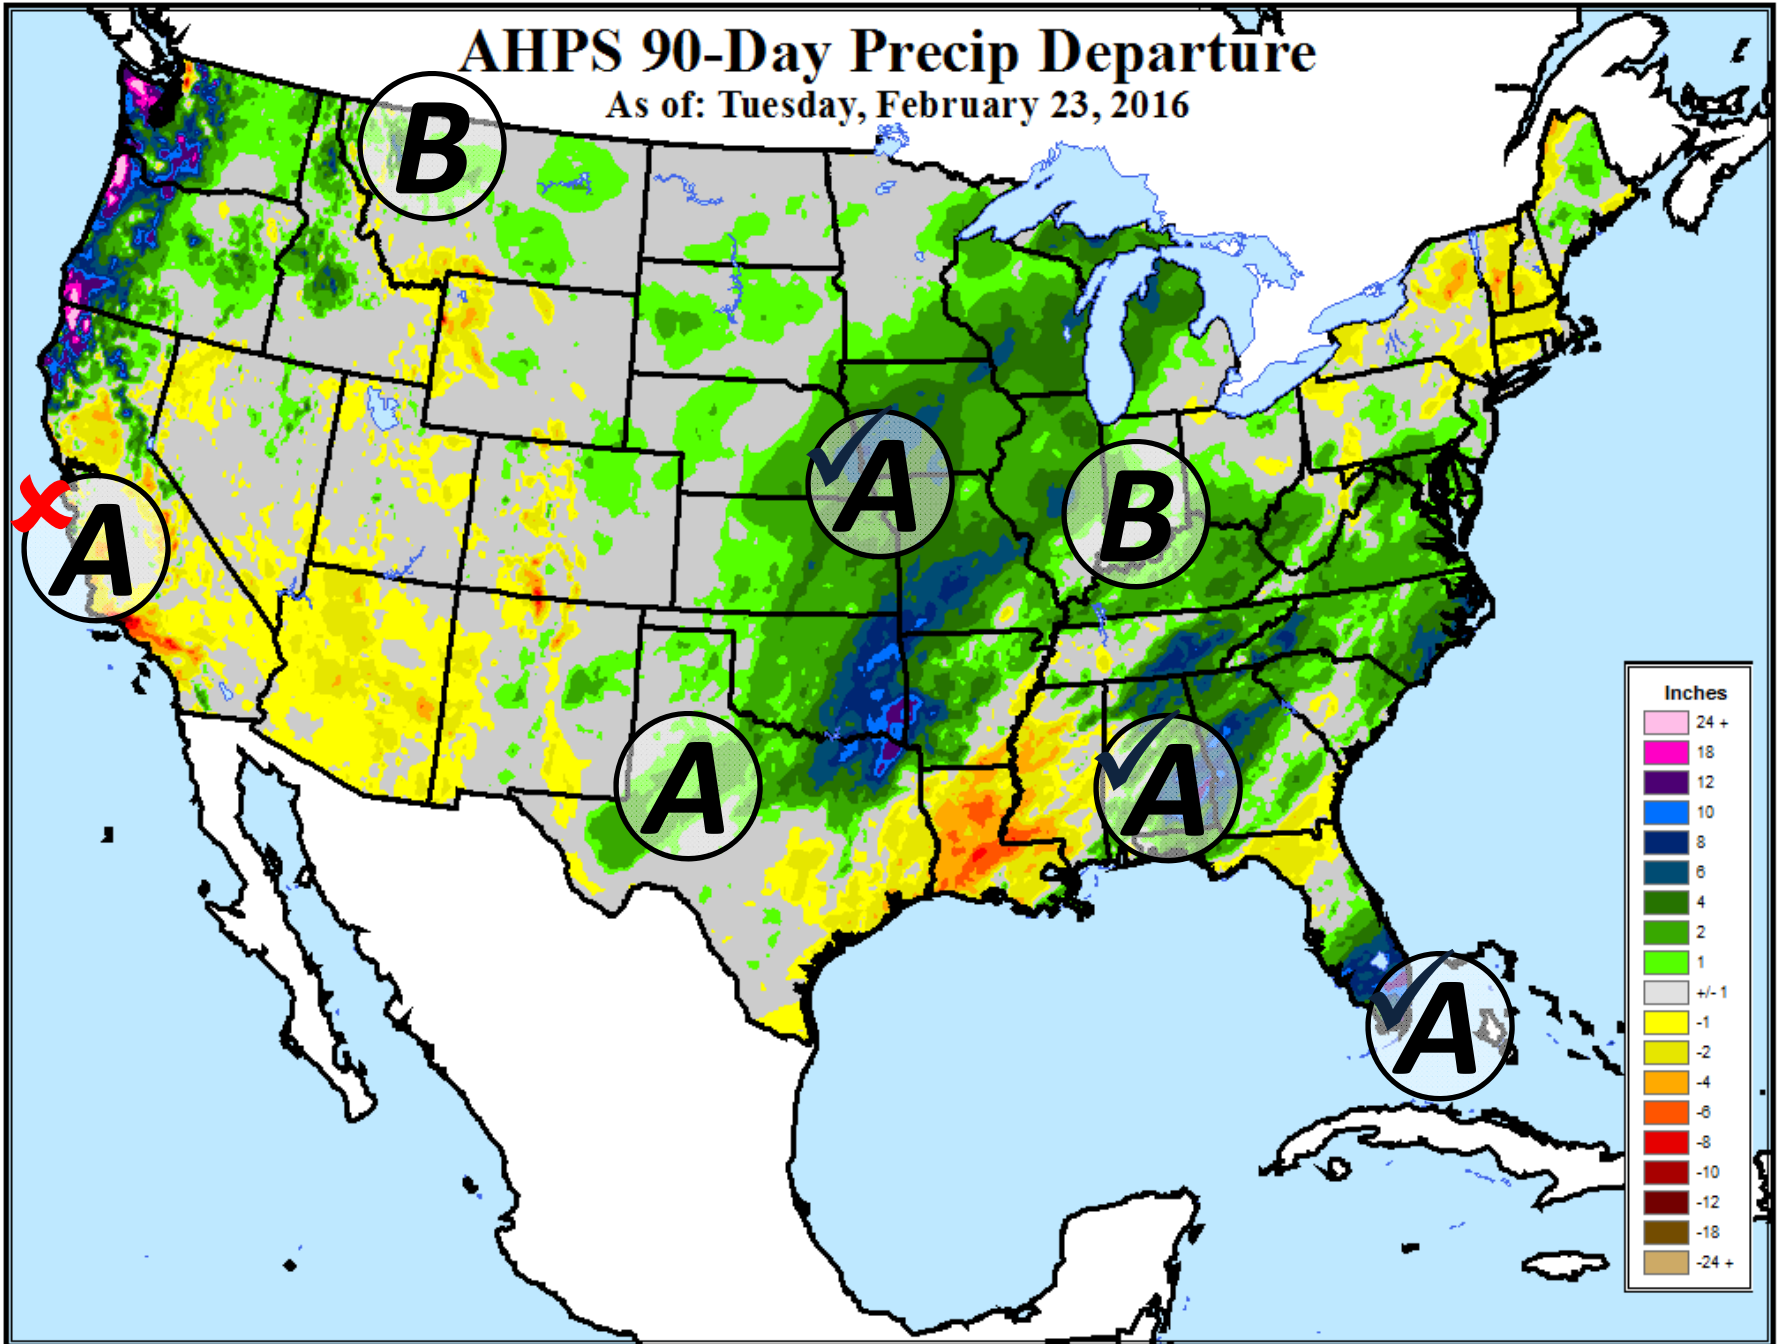 AHPS 90-Day Precip Departure
As of: Tuesday, February 23, 2016
B
A
B
A
A
A
A
Inches
24 +
18
12
10
8
6
4
2
1
+/- 1
-1
-2
-4
-6
-8
-10
-12
-18
-24 +